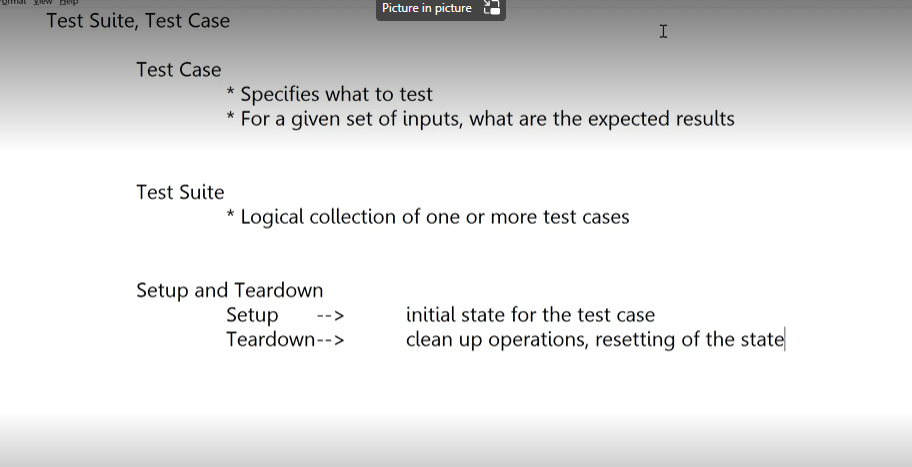 Format View Help
Picture in picture
Test Suite, Test Case
Test Case
* Specifies what to test
* For a given set of inputs, what are the expected results
Test Suite
* Logical collection of one or more test cases
Setup and Teardown
Setup --> initial state for the test case
Teardown--> clean up operations, resetting of the state